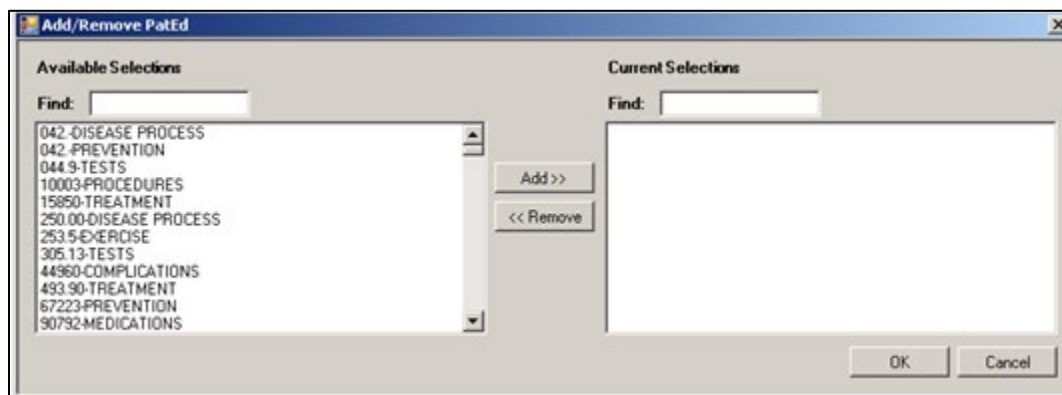 Add/Remove PatEd
Available Selections
Current Selections
Find:
Find:
042.-DISEASE PROCESS
042.-PREVENTION
044.9-TESTS
10003-PROCEDURES
15850-TREATMENT
250.00-DISEASE PROCESS
253.5-EXERCISE
305.13-TESTS
44960-COMPLICATIONS
493.90-TREATMENT
67223-PREVENTION
90792-MEDICATIONS
Add >>
<< Remove
OK
Cancel